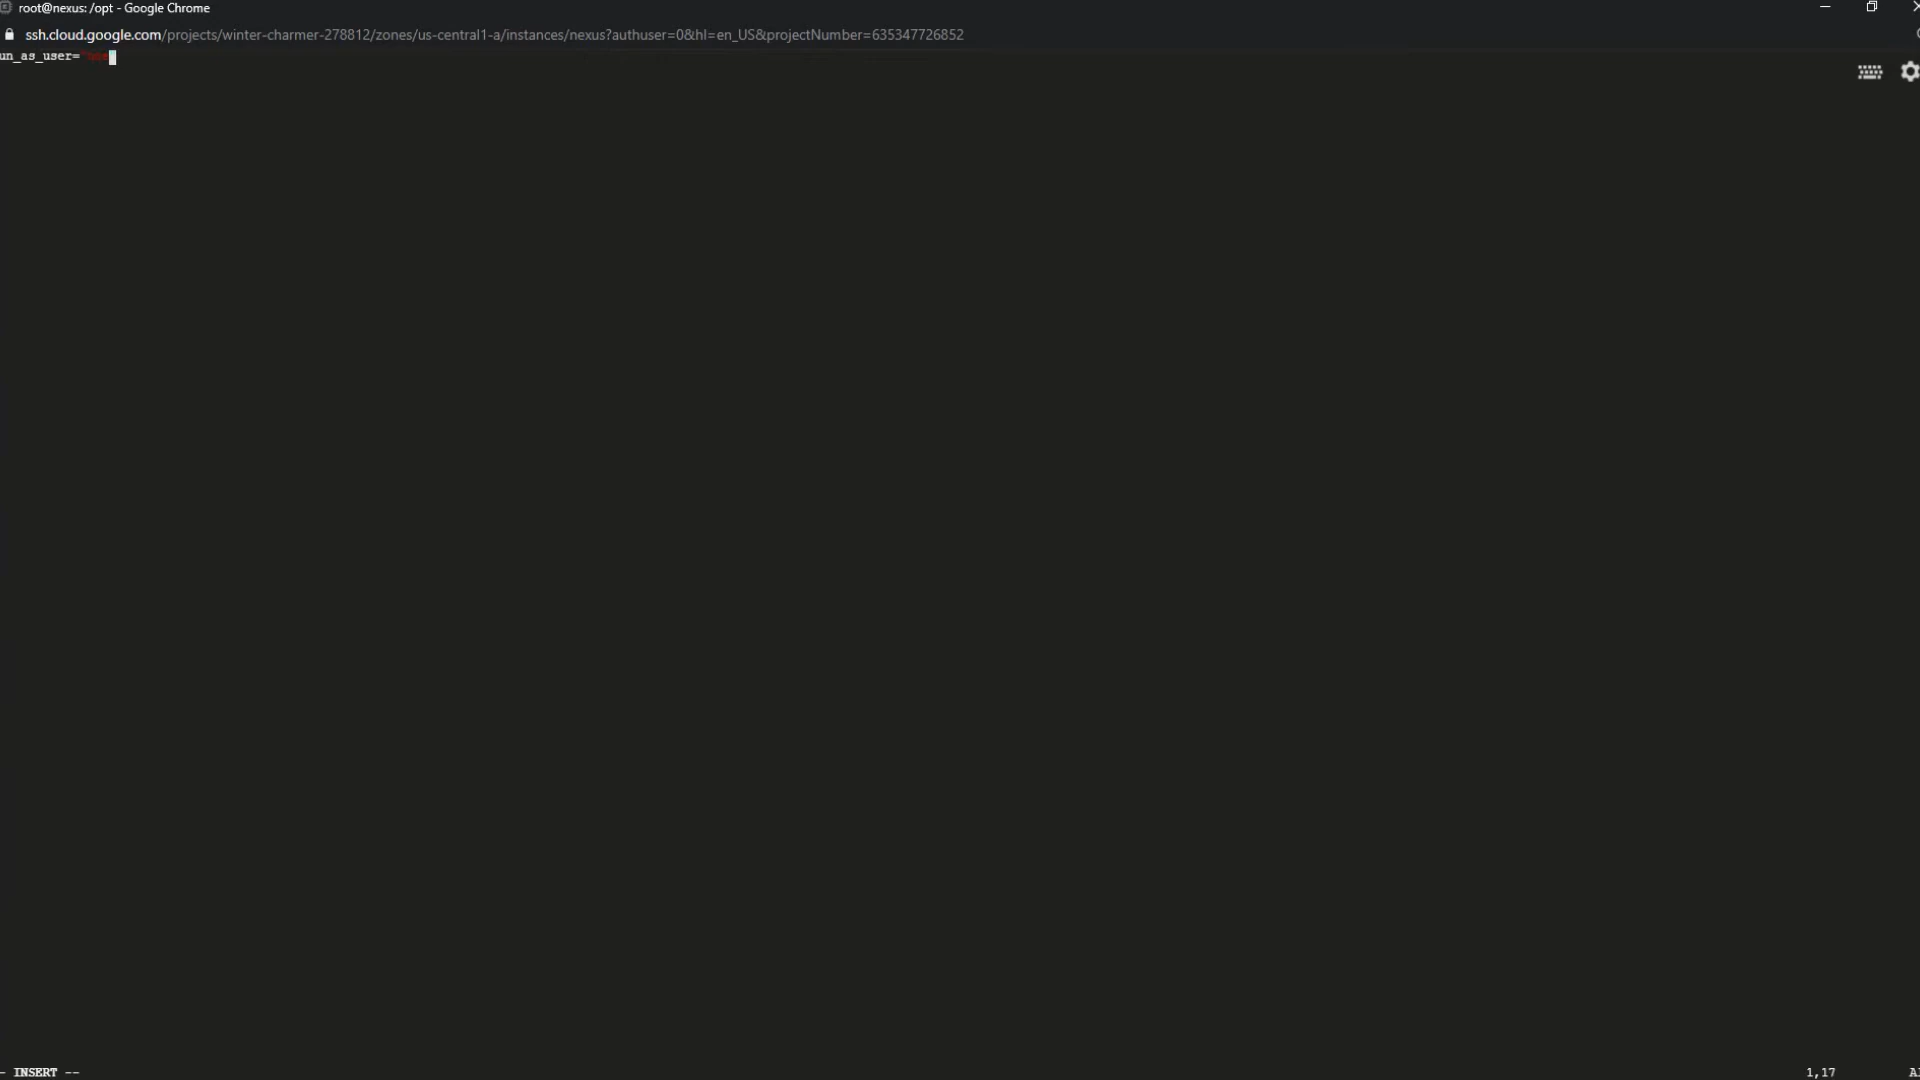 root@nexus: /opt - Google Chrome
ssh.cloud.google.com/projects/winter-charmer-278812/zones/us-central1-a/instances/nexus?authuser=0&hl=en_US&projectNumber=635347726852
un_as_user=
- INSERT --
1,17